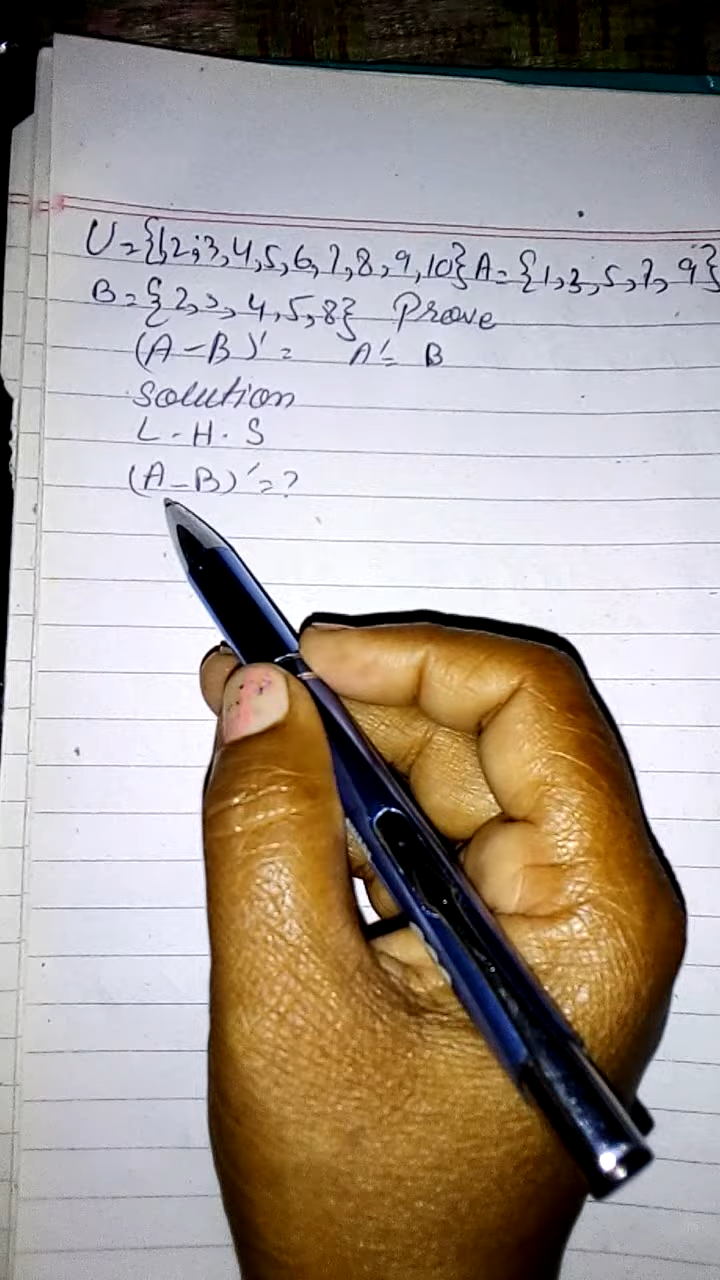 U={1,2,3,4,5,6,7,8,9,10} A={1,3,5,7,9}
B={2,3,4,5,8} Prove
(A-B)'= A'= B
Solution
L.H.S
(A-B)'=?